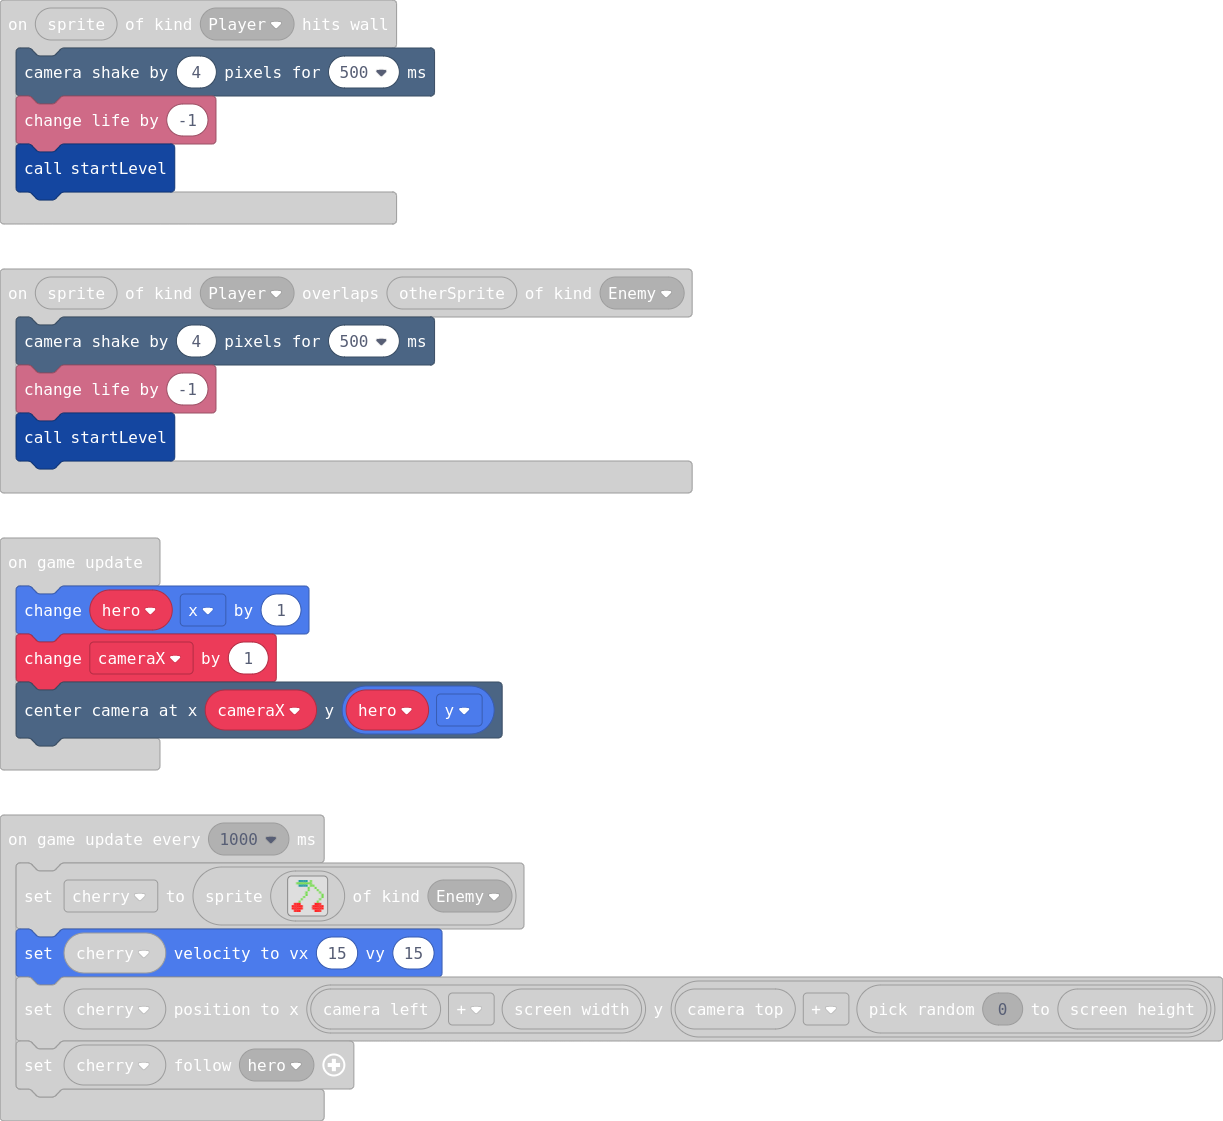 on sprite of kind Player hits wall
camera shake by 4 pixels for 500 ms
change life by -1
call startLevel
on sprite of kind Player overlaps otherSprite of kind Enemy
camera shake by 4 pixels for 500 ms
change life by -1
call startLevel
on game update
change hero x by 1
change cameraX by 1
center camera at x cameraX y hero y
on game update every 1000 ms
set cherry to sprite of kind Enemy
set cherry velocity to vx 15 vy 15
set cherry position to x camera left + screen width y camera top + pick random 0 to screen height
set cherry follow hero